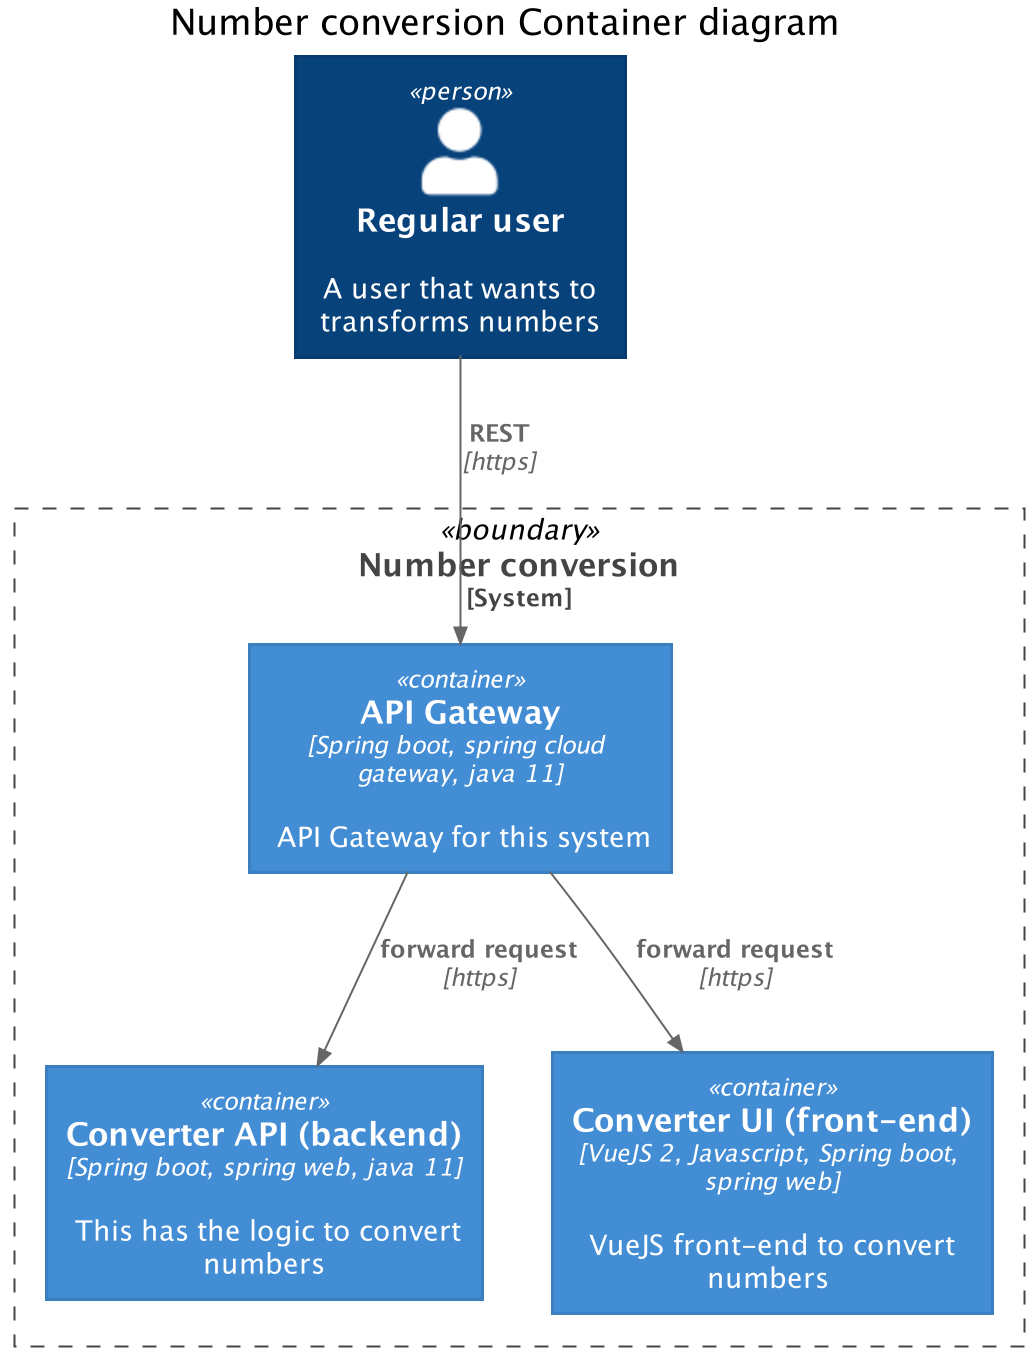 Number conversion Container diagram
«person»
Regular user
A user that wants to
transforms numbers
REST
[https]
«boundary»
Number conversion
[System]
«container»
API Gateway
[Spring boot, spring cloud
gateway, java 11]
API Gateway for this system
forward request
[https]
forward request
[https]
«container»
Converter API (backend)
[Spring boot, spring web, java 11]
This has the logic to convert
numbers
«container»
Converter UI (front-end)
[VueJS 2, Javascript, Spring boot,
spring web]
VueJS front-end to convert
numbers